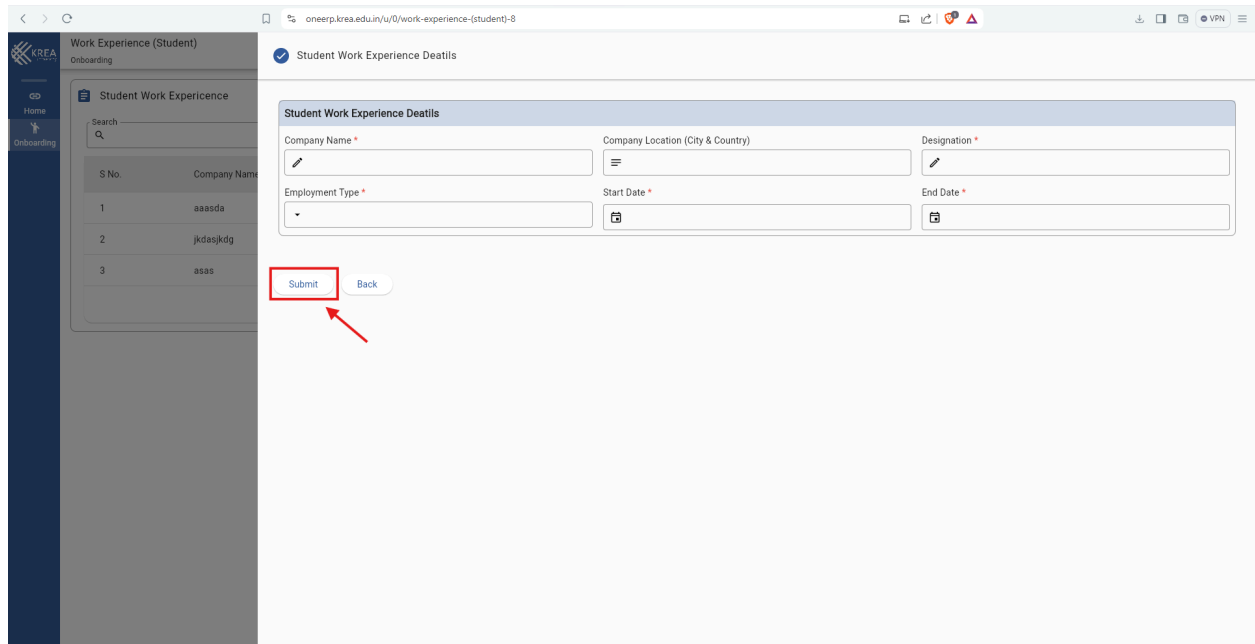 oneerp.krea.edu.in/u/0/work-experience-(student)-8
VPN
KREA
Home
Onboarding
Work Experience (Student)
Onboarding
Student Work Expericence
Search
S No.
Company Name
1
aaasda
2
jkdasjkdg
3
asas
Student Work Experience Deatils
Student Work Experience Deatils
Company Name *
Company Location (City & Country)
Designation *
Employment Type *
Start Date *
End Date *
Submit
Back